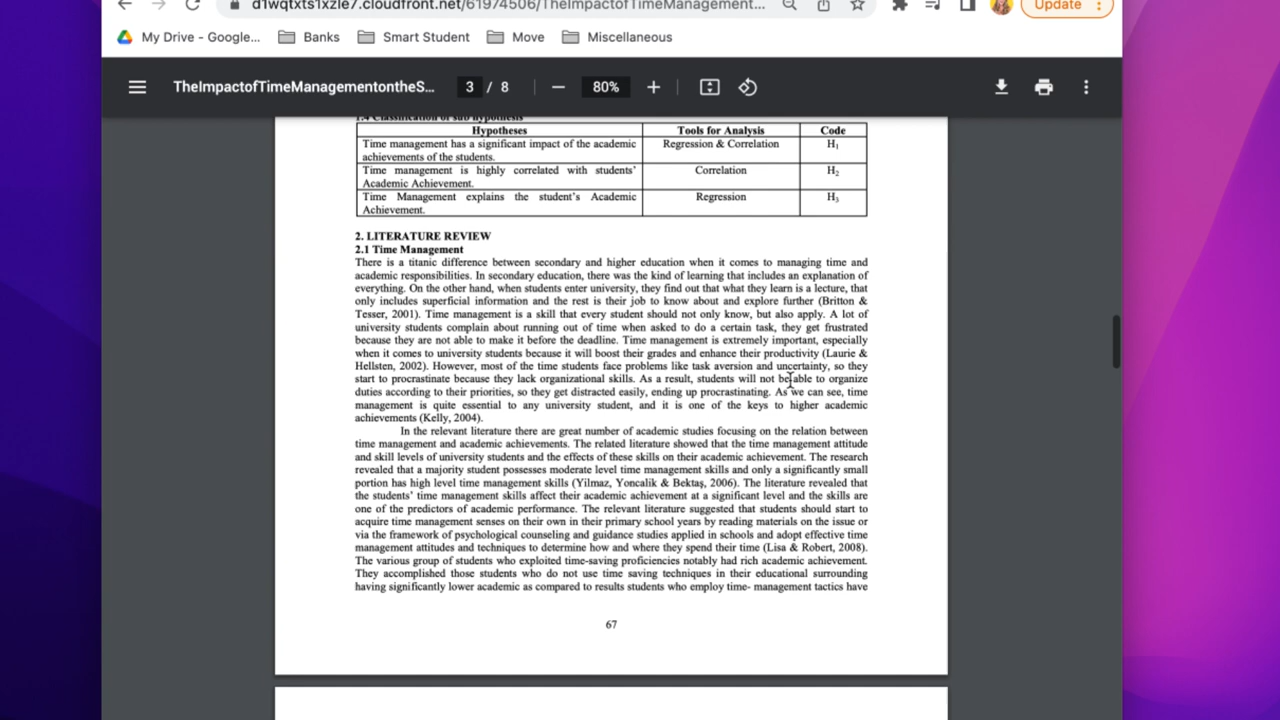 d1wqtxts1xzle7.cloudfront.net/61974506/TheImpactofTimeManagement...
Update
My Drive - Google...
Banks
Smart Student
Move
Miscellaneous
TheImpactofTimeManagementontheS...
3 / 8
80%
1.4 Classification of sub hypothesis
Hypotheses Tools for Analysis Code
Time management has a significant impact of the academic Regression & Correlation H1
achievements of the students.
Time management is highly correlated with students' Correlation H2
Academic Achievement.
Time Management explains the student's Academic Regression H3
Achievement.
2. LITERATURE REVIEW
2.1 Time Management
There is a titanic difference between secondary and higher education when it comes to managing time and
academic responsibilities. In secondary education, there was the kind of learning that includes an explanation of
everything. On the other hand, when students enter university, they find out that what they learn is a lecture, that
only includes superficial information and the rest is their job to know about and explore further (Britton &
Tesser, 2001). Time management is a skill that every student should not only know, but also apply. A lot of
university students complain about running out of time when asked to do a certain task, they get frustrated
because they are not able to make it before the deadline. Time management is extremely important, especially
when it comes to university students because it will boost their grades and enhance their productivity (Laurie &
Hellsten, 2002). However, most of the time students face problems like task aversion and uncertainty, so they
start to procrastinate because they lack organizational skills. As a result, students will not be able to organize
duties according to their priorities, so they get distracted easily, ending up procrastinating. As we can see, time
management is quite essential to any university student, and it is one of the keys to higher academic
achievements (Kelly, 2004).
In the relevant literature there are great number of academic studies focusing on the relation between
time management and academic achievements. The related literature showed that the time management attitude
and skill levels of university students and the effects of these skills on their academic achievement. The research
revealed that a majority student possesses moderate level time management skills and only a significantly small
portion has high level time management skills (Yilmaz, Yoncalik & Bektaş, 2006). The literature revealed that
the students' time management skills affect their academic achievement at a significant level and the skills are
one of the predictors of academic performance. The relevant literature suggested that students should start to
acquire time management senses on their own in their primary school years by reading materials on the issue or
via the framework of psychological counseling and guidance studies applied in schools and adopt effective time
management attitudes and techniques to determine how and where they spend their time (Lisa & Robert, 2008).
The various group of students who exploited time-saving proficiencies notably had rich academic achievement.
They accomplished those students who do not use time saving techniques in their educational surrounding
having significantly lower academic as compared to results students who employ time- management tactics have
67